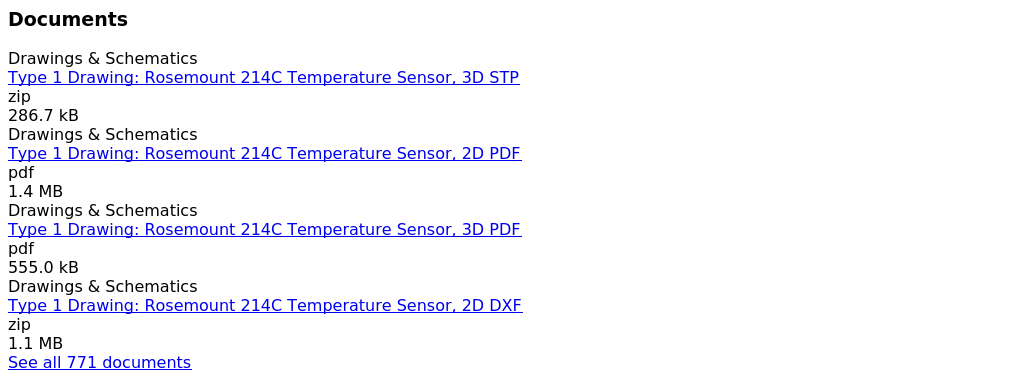 Documents
Drawings & Schematics
Type 1 Drawing: Rosemount 214C Temperature Sensor, 3D STP
zip
286.7 kB
Drawings & Schematics
Type 1 Drawing: Rosemount 214C Temperature Sensor, 2D PDF
pdf
1.4 MB
Drawings & Schematics
Type 1 Drawing: Rosemount 214C Temperature Sensor, 3D PDF
pdf
555.0 kB
Drawings & Schematics
Type 1 Drawing: Rosemount 214C Temperature Sensor, 2D DXF
zip
1.1 MB
See all 771 documents